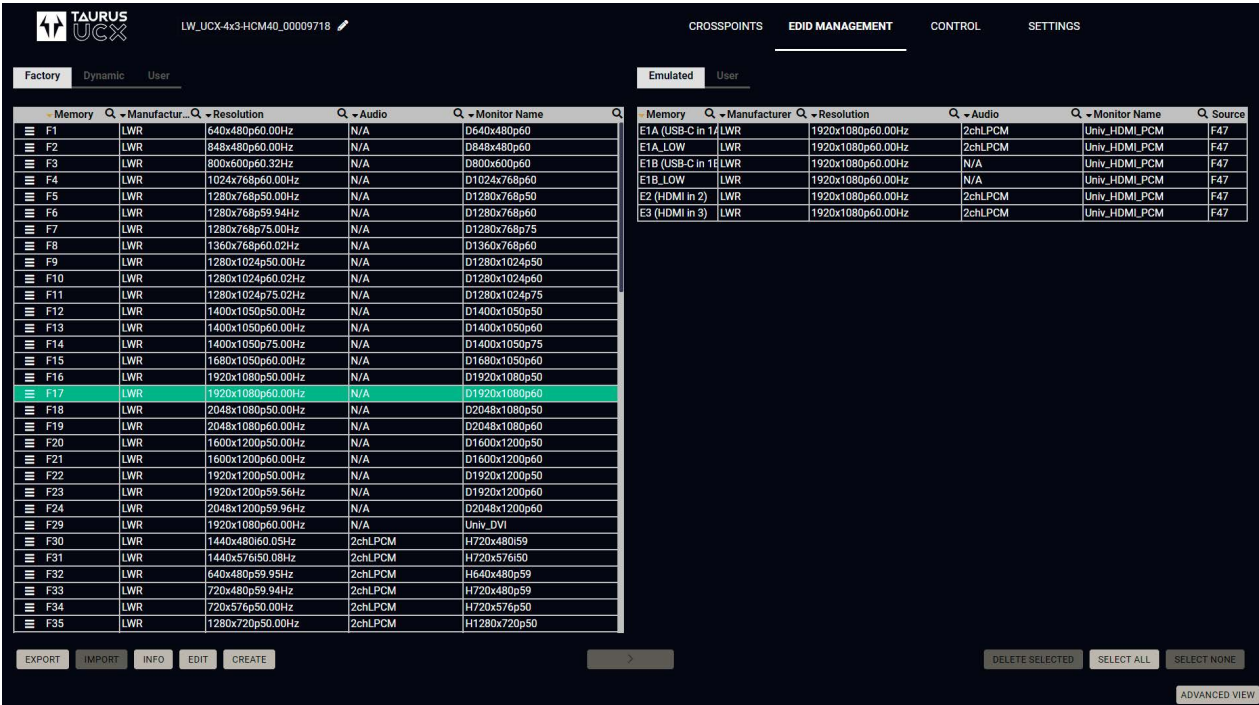 TAURUS
UCX
LW_UCX-4x3-HCM40_00009718
CROSSPOINTS EDID MANAGEMENT CONTROL SETTINGS
Factory Dynamic User
Emulated User
Memory Manufactur... Resolution Audio Monitor Name
F1 LWR 640x480p60.00Hz N/A D640x480p60
F2 LWR 848x480p60.00Hz N/A D848x480p60
F3 LWR 800x600p60.32Hz N/A D800x600p60
F4 LWR 1024x768p60.00Hz N/A D1024x768p60
F5 LWR 1280x768p50.00Hz N/A D1280x768p50
F6 LWR 1280x768p59.94Hz N/A D1280x768p60
F7 LWR 1280x768p75.00Hz N/A D1280x768p75
F8 LWR 1360x768p60.02Hz N/A D1360x768p60
F9 LWR 1280x1024p50.00Hz N/A D1280x1024p50
F10 LWR 1280x1024p60.02Hz N/A D1280x1024p60
F11 LWR 1280x1024p75.02Hz N/A D1280x1024p75
F12 LWR 1400x1050p50.00Hz N/A D1400x1050p50
F13 LWR 1400x1050p60.00Hz N/A D1400x1050p60
F14 LWR 1400x1050p75.00Hz N/A D1400x1050p75
F15 LWR 1680x1050p60.00Hz N/A D1680x1050p60
F16 LWR 1920x1080p50.00Hz N/A D1920x1080p50
F17 LWR 1920x1080p60.00Hz N/A D1920x1080p60
F18 LWR 2048x1080p50.00Hz N/A D2048x1080p50
F19 LWR 2048x1080p60.00Hz N/A D2048x1080p60
F20 LWR 1600x1200p50.00Hz N/A D1600x1200p50
F21 LWR 1600x1200p60.00Hz N/A D1600x1200p60
F22 LWR 1920x1200p50.00Hz N/A D1920x1200p50
F23 LWR 1920x1200p59.56Hz N/A D1920x1200p60
F24 LWR 2048x1200p59.96Hz N/A D2048x1200p60
F29 LWR 1920x1080p60.00Hz N/A Univ_DVI
F30 LWR 1440x480i60.05Hz 2chLPCM H720x480i59
F31 LWR 1440x576i50.08Hz 2chLPCM H720x576i50
F32 LWR 640x480p59.95Hz 2chLPCM H640x480p59
F33 LWR 720x480p59.94Hz 2chLPCM H720x480p59
F34 LWR 720x576p50.00Hz 2chLPCM H720x576p50
F35 LWR 1280x720p50.00Hz 2chLPCM H1280x720p50
Memory Manufacturer Resolution Audio Monitor Name Source
E1A (USB-C in 1A LWR 1920x1080p60.00Hz 2chLPCM Univ_HDMI_PCM F47
E1A_LOW LWR 1920x1080p60.00Hz 2chLPCM Univ_HDMI_PCM F47
E1B (USB-C in 1B LWR 1920x1080p60.00Hz N/A Univ_HDMI_PCM F47
E1B_LOW LWR 1920x1080p60.00Hz N/A Univ_HDMI_PCM F47
E2 (HDMI in 2) LWR 1920x1080p60.00Hz 2chLPCM Univ_HDMI_PCM F47
E3 (HDMI in 3) LWR 1920x1080p60.00Hz 2chLPCM Univ_HDMI_PCM F47
EXPORT IMPORT INFO EDIT CREATE > DELETE SELECTED SELECT ALL SELECT NONE
ADVANCED VIEW